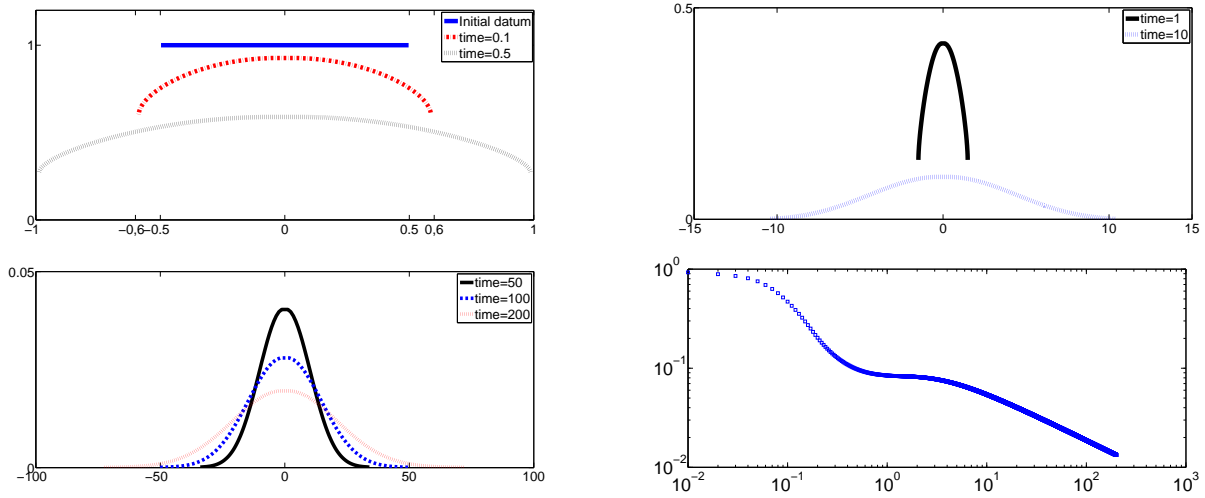 Initial datum
time=0.1
time=0.5
1
0
−1 −0,6 −0.5 0 0.5 0,6 1
0.5
time=1
time=10
0
−15 −10 0 10 15
0.05
time=50
time=100
time=200
0
−100 −50 0 50 100
10^0
10^-1
10^-2
10^-2 10^-1 10^0 10^1 10^2 10^3